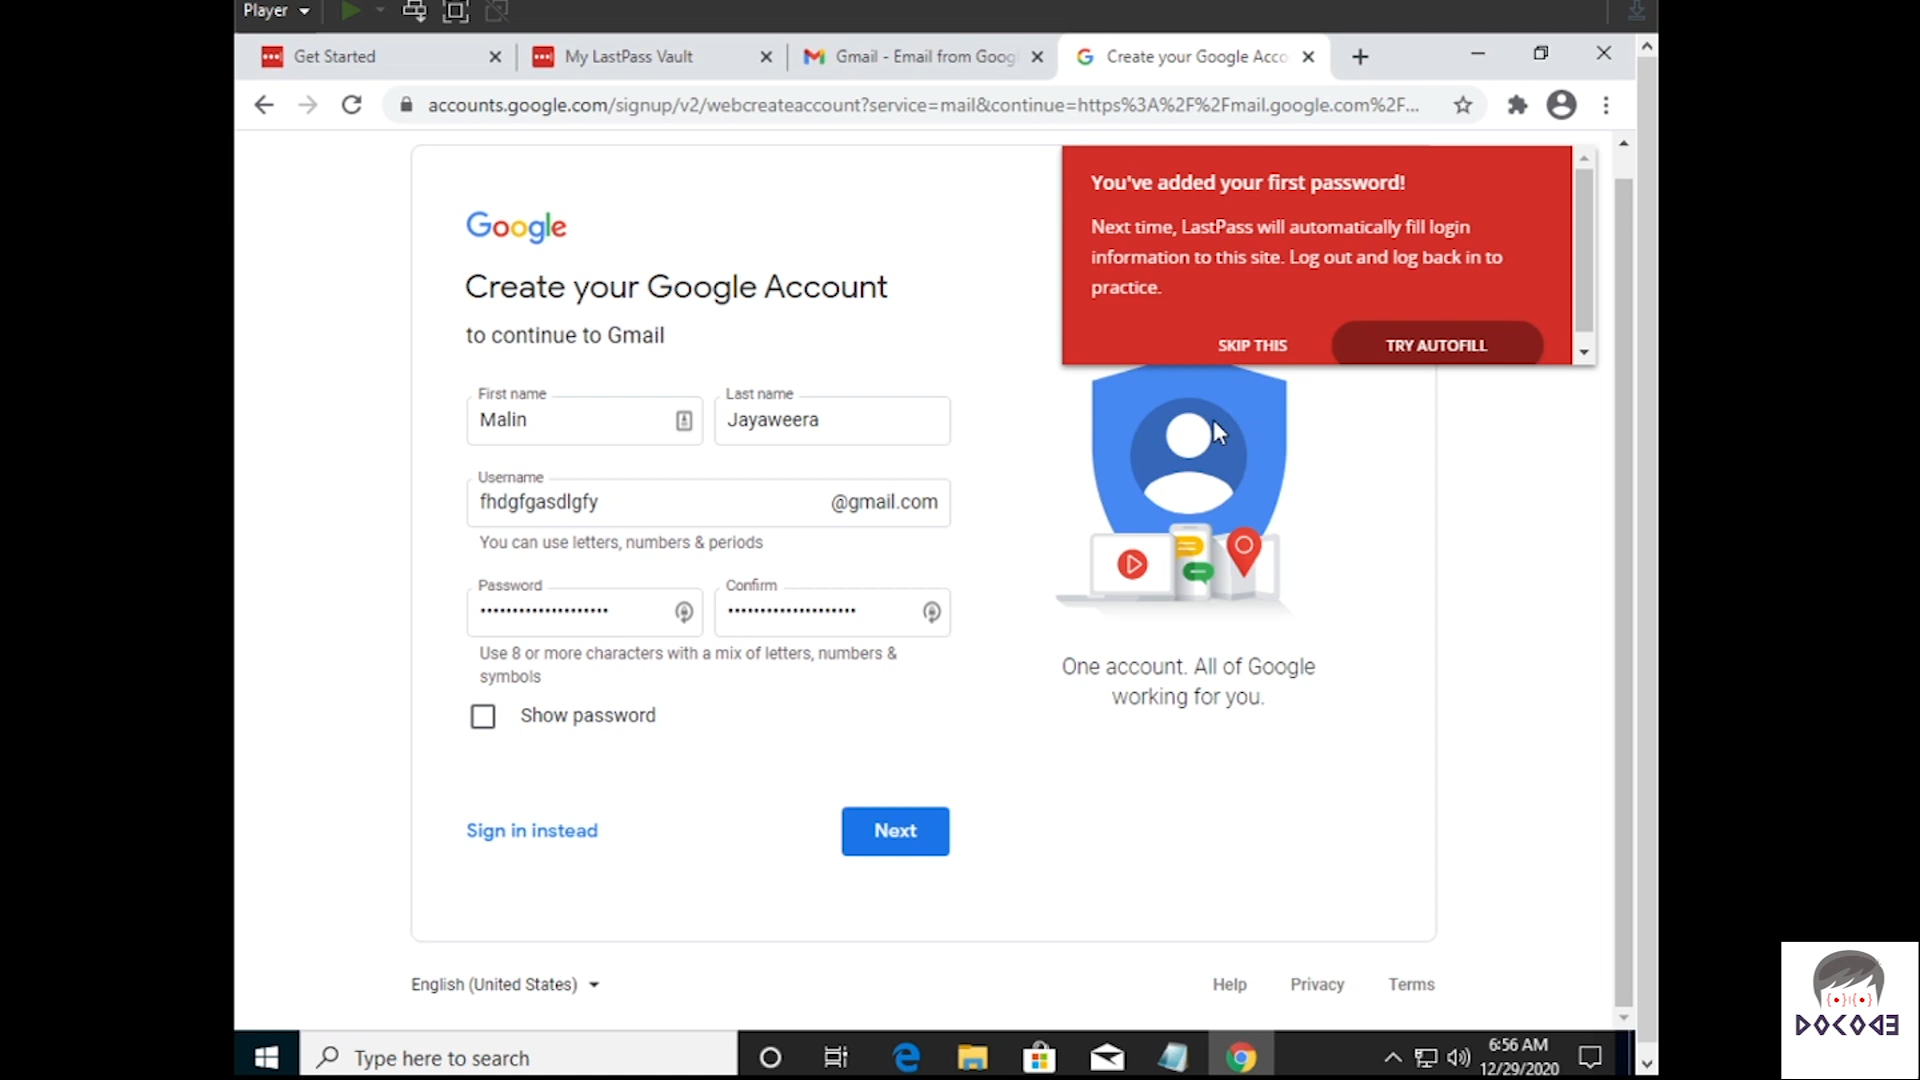 Player
Get Started
My LastPass Vault
Gmail - Email from Goog
Create your Google Acco
accounts.google.com/signup/v2/webcreateaccount?service=mail&continue=https%3A%2F%2Fmail.google.com%2F...
You've added your first password!
Next time, LastPass will automatically fill login
information to this site. Log out and log back in to
practice.
SKIP THIS
TRY AUTOFILL
Google
Create your Google Account
to continue to Gmail
First name
Malin
Last name
Jayaweera
Username
fhdgfgasdlgfy
@gmail.com
You can use letters, numbers & periods
Password
Confirm
Use 8 or more characters with a mix of letters, numbers &
symbols
Show password
One account. All of Google
working for you.
Sign in instead
Next
English (United States)
Help
Privacy
Terms
Type here to search
6:56 AM
12/29/2020
DOCODE